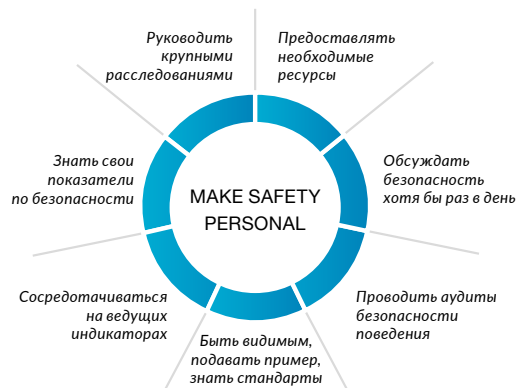 Руководить
крупными
расследованиями
Предоставлять
необходимые
ресурсы
Знать свои
показатели
по безопасности
MAKE SAFETY
PERSONAL
Обсуждать
безопасность
хотя бы раз в день
Сосредотачиваться
на ведущих
индикаторах
Быть видимым,
подавать пример,
знать стандарты
Проводить аудиты
безопасности
поведения